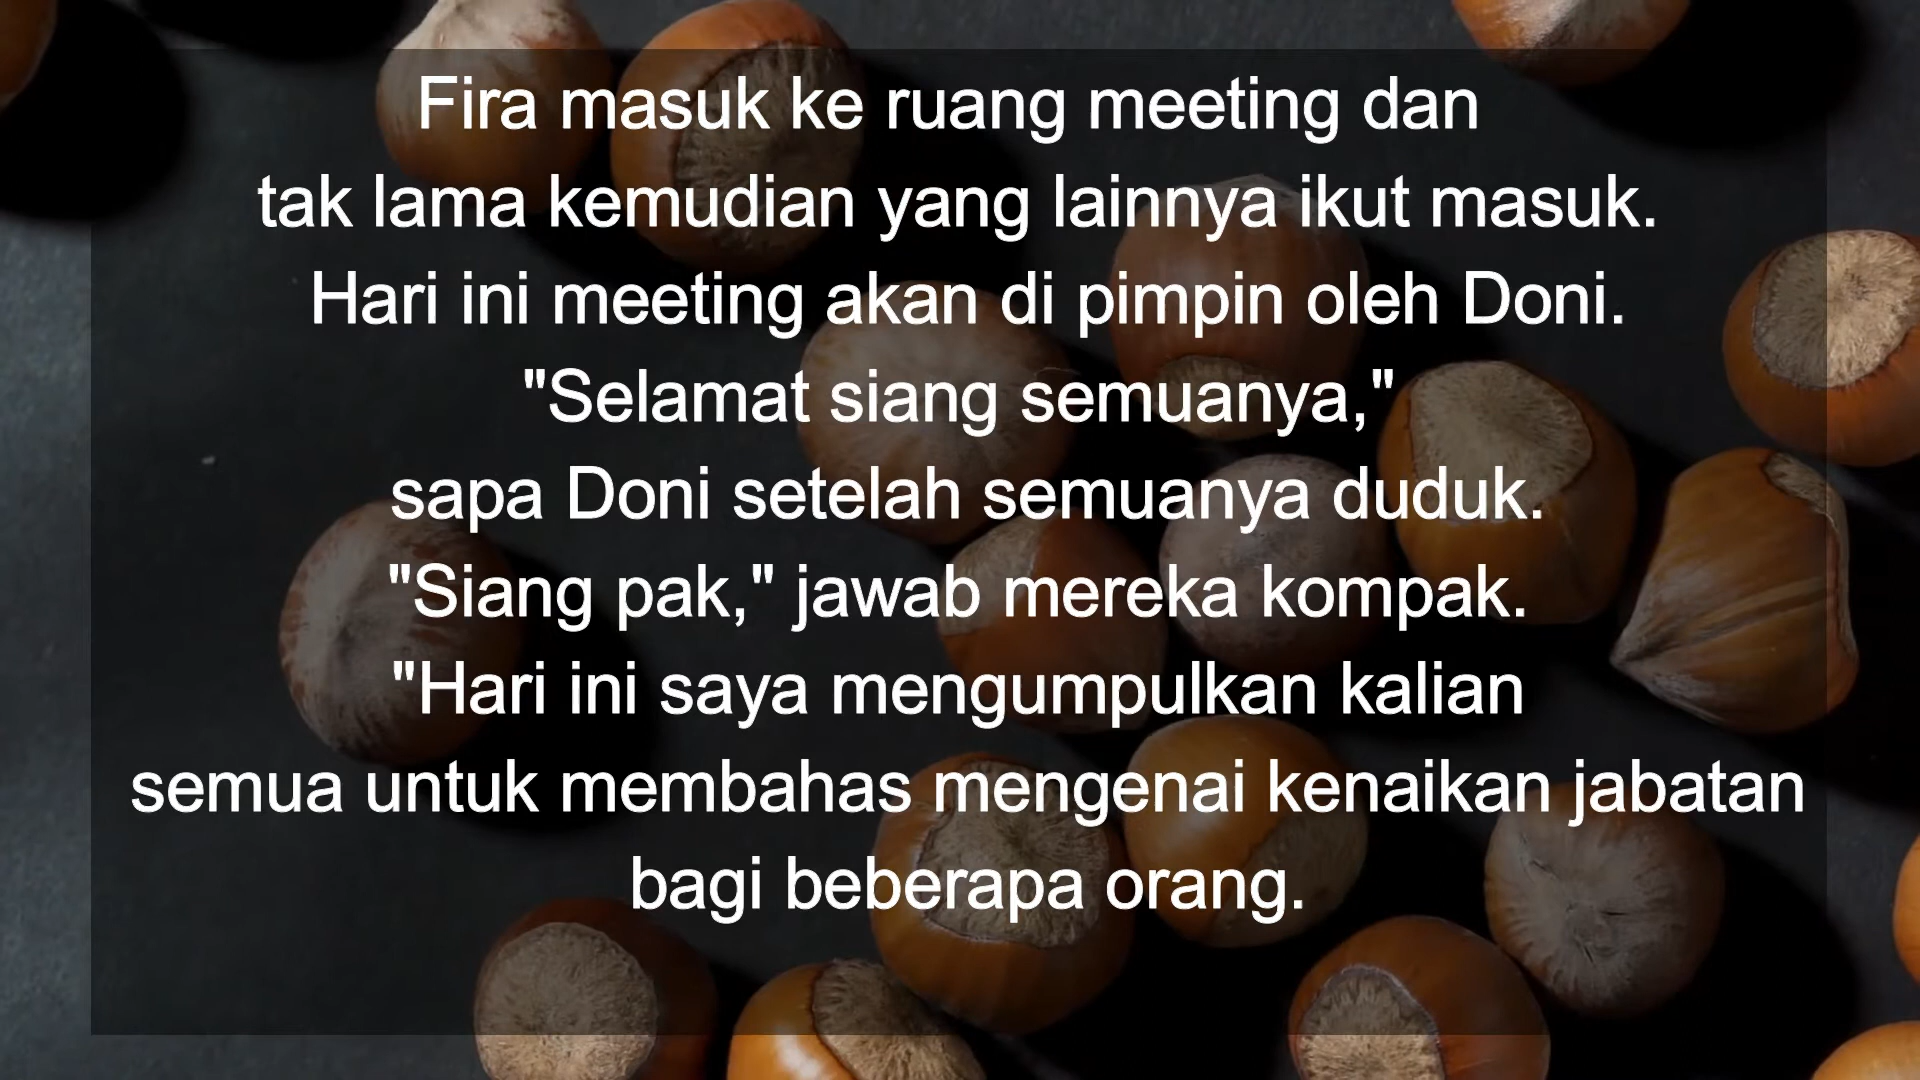 Fira masuk ke ruang meeting dan
tak lama kemudian yang lainnya ikut masuk.
Hari ini meeting akan di pimpin oleh Doni.
"Selamat siang semuanya,"
sapa Doni setelah semuanya duduk.
"Siang pak," jawab mereka kompak.
"Hari ini saya mengumpulkan kalian
semua untuk membahas mengenai kenaikan jabatan
bagi beberapa orang.